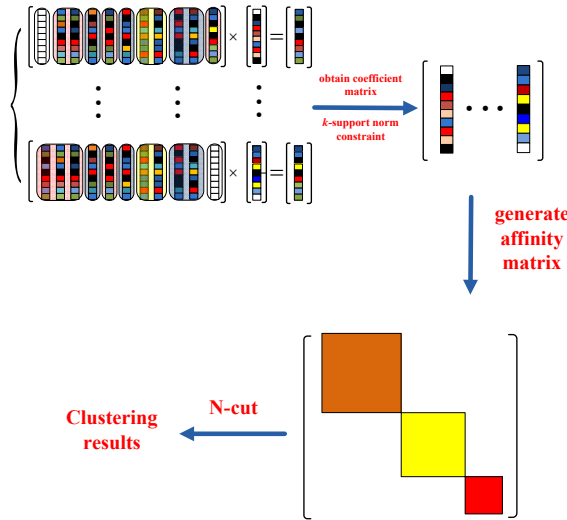 obtain coefficient
matrix
k-support norm
constraint
generate
affinity
matrix
N-cut
Clustering
results